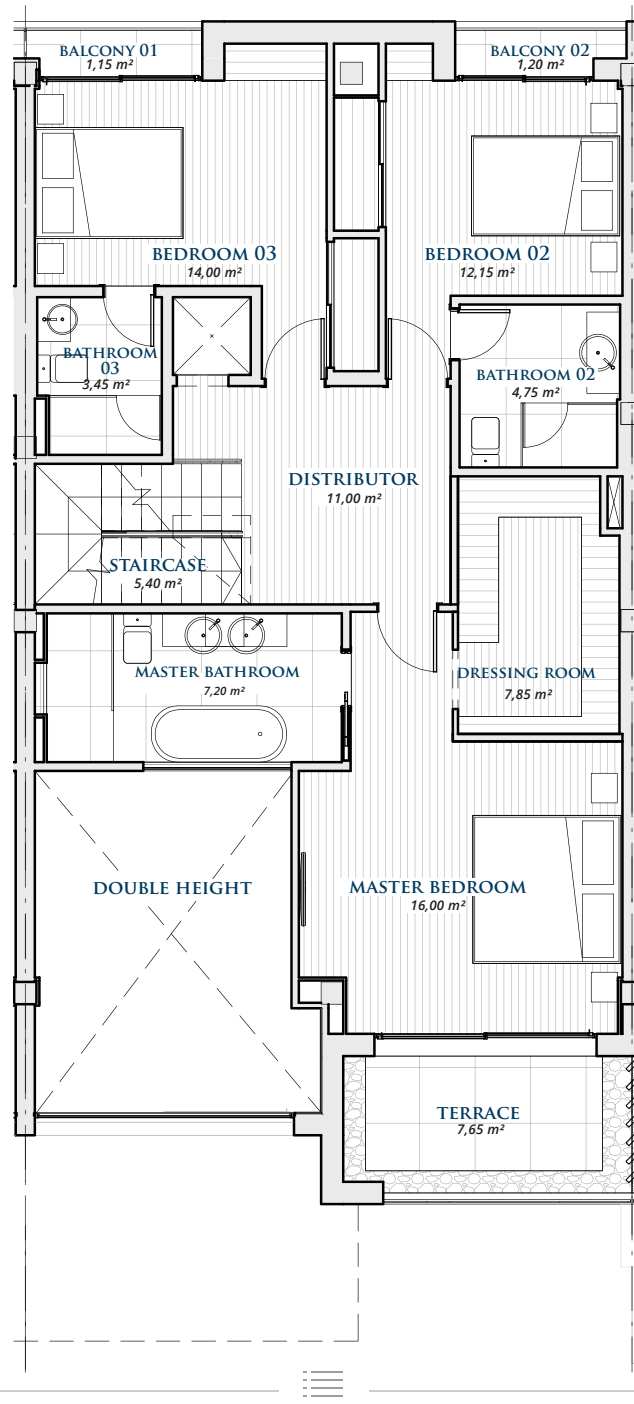 BALCONY 01
1,15 m²
BALCONY 02
1,20 m²
BEDROOM 03
14,00 m²
BEDROOM 02
12,15 m²
BATHROOM
03
3,45 m²
BATHROOM 02
4,75 m²
DISTRIBUTOR
11,00 m²
STAIRCASE
5,40 m²
MASTER BATHROOM
7,20 m²
DRESSING ROOM
7,85 m²
DOUBLE HEIGHT
MASTER BEDROOM
16,00 m²
TERRACE
7,65 m²